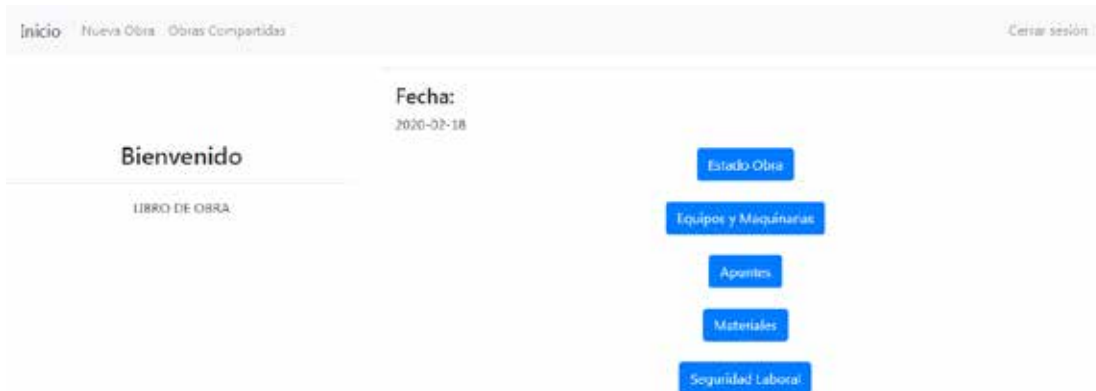 Inicio Nueva Obra Obras Compartidas Cerrar sesión
Bienvenido
LIBRO DE OBRA
Fecha:
2020-02-18
Estado Obra
Equipos y Maquinarias
Apuntes
Materiales
Seguridad Laboral